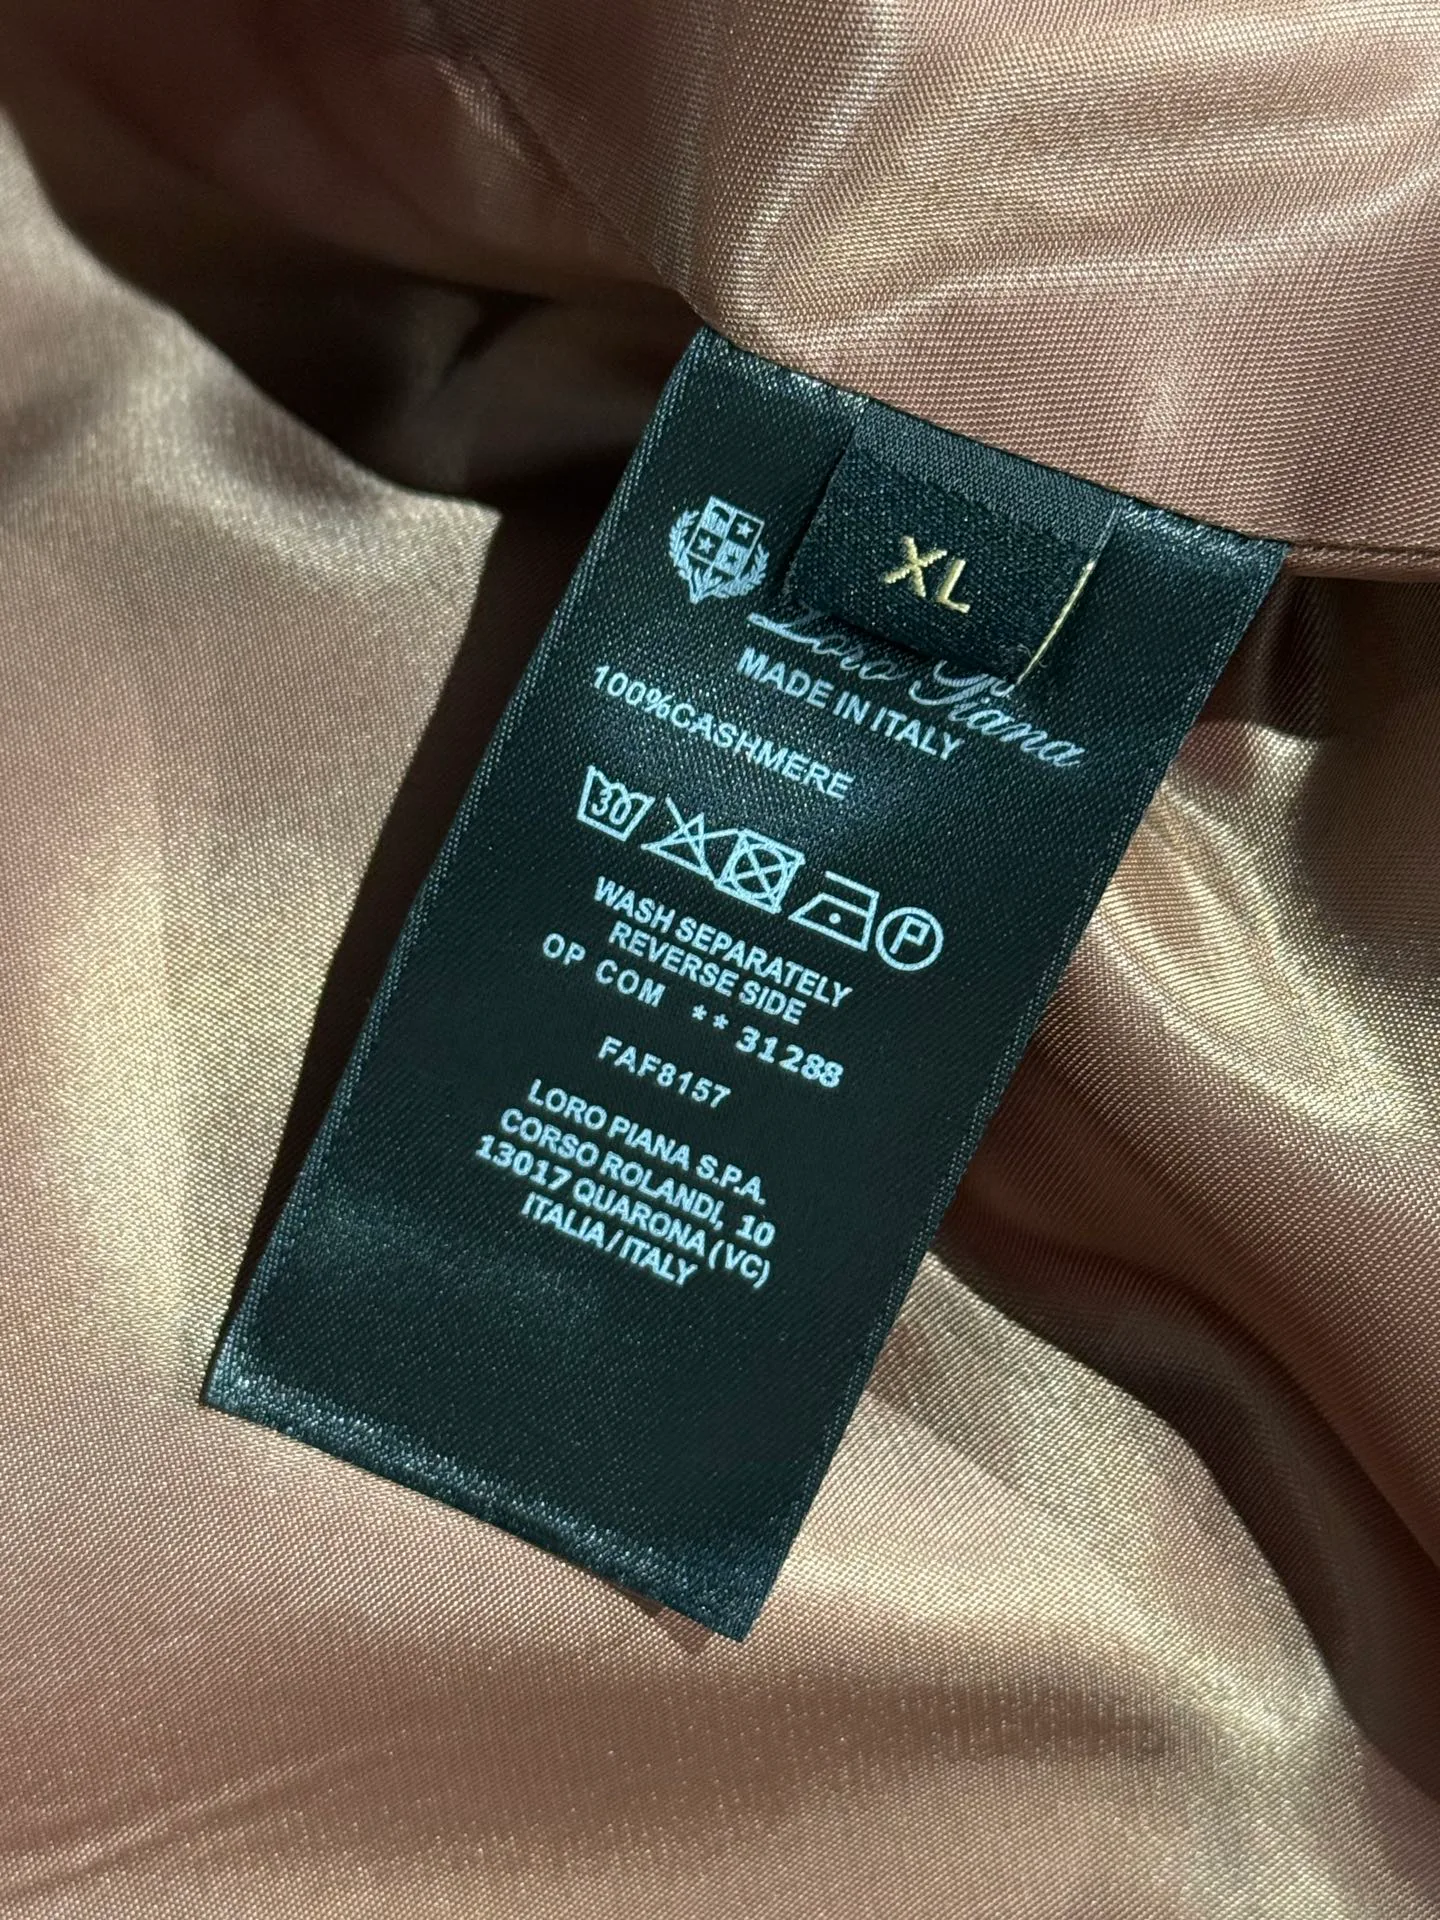 XL
Loro Piana
MADE IN ITALY
100%CASHMERE
30
P
WASH SEPARATELY
REVERSE SIDE
OP COM **31288
FAF8157
LORO PIANA S.P.A.
CORSO ROLANDI, 10
13017 QUARONA (VC)
ITALIA/ITALY